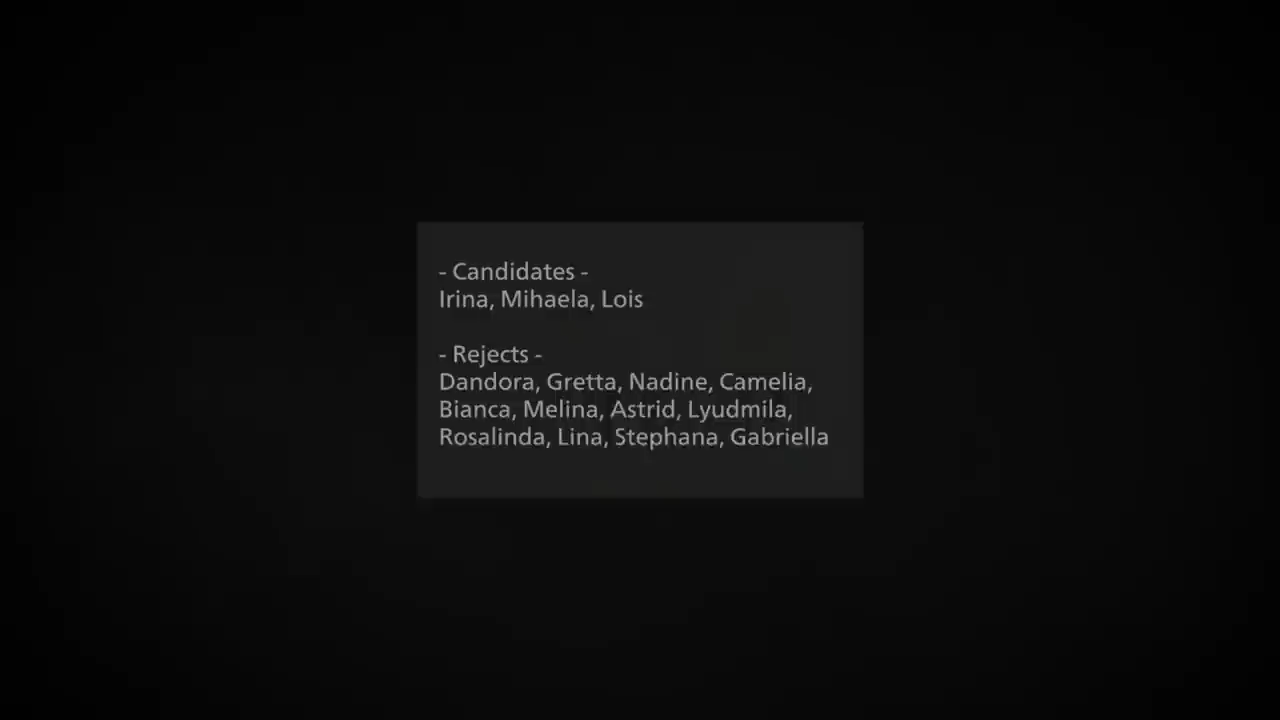 - Candidates -
Irina, Mihaela, Lois
- Rejects -
Dandora, Gretta, Nadine, Camelia,
Bianca, Melina, Astrid, Lyudmila,
Rosalinda, Lina, Stephana, Gabriella